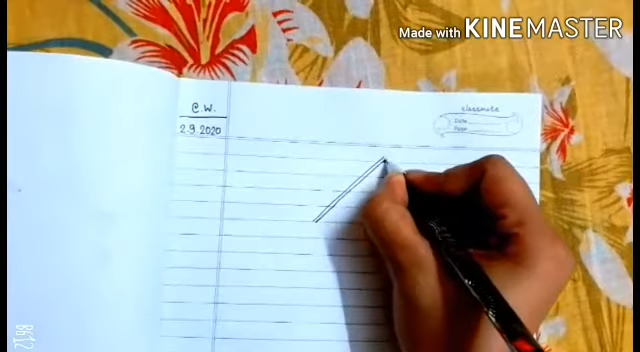 Made with KINEMASTER
C.W.
classmate
Date
Page
2.9.2020